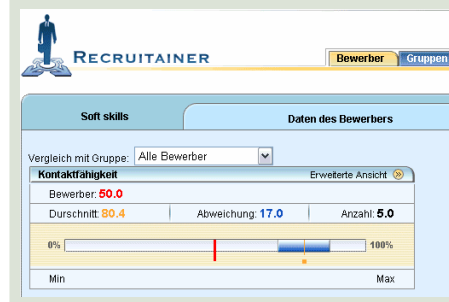 RECRUITAINER
Bewerber Gruppen
Soft skills Daten des Bewerbers
Vergleich mit Gruppe: Alle Bewerber
Kontaktfähigkeit Erweiterte Ansicht
Bewerber: 50.0
Durschnitt: 80.4 Abweichung: 17.0 Anzahl: 5.0
0% 100%
Min Max